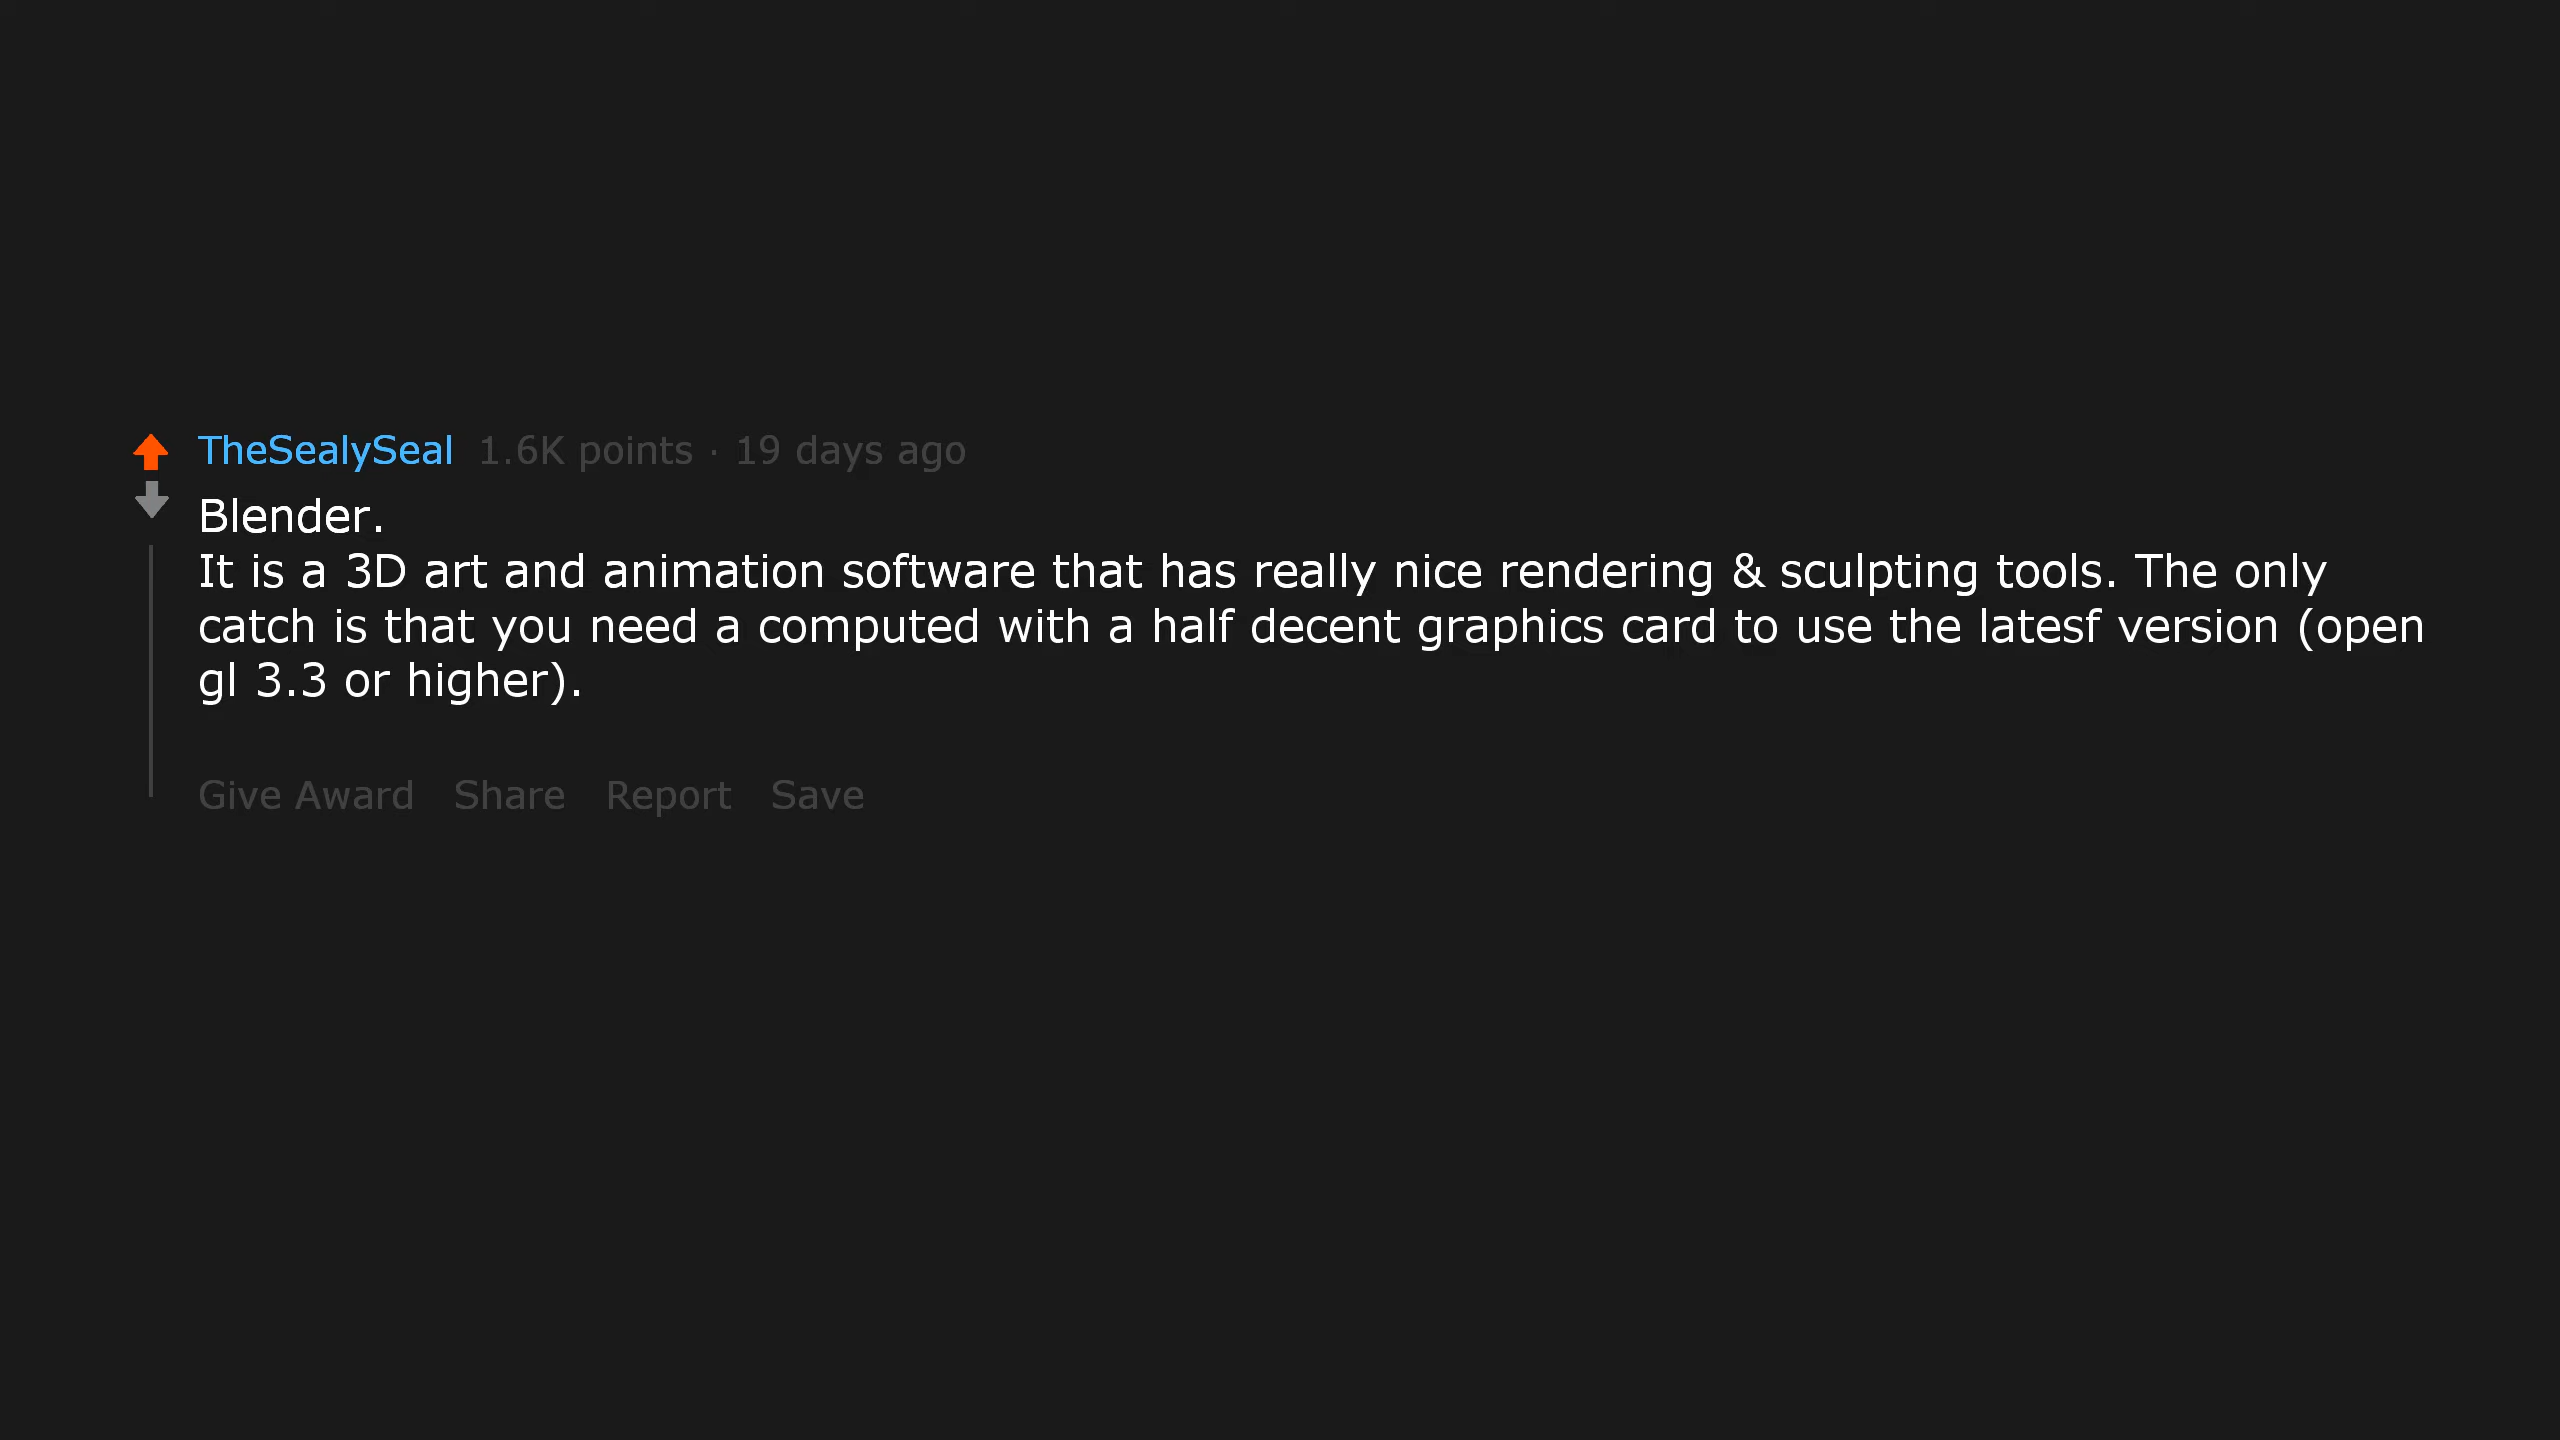 TheSealySeal 1.6K points · 19 days ago
Blender.
It is a 3D art and animation software that has really nice rendering & sculpting tools. The only
catch is that you need a computed with a half decent graphics card to use the latesf version (open
gl 3.3 or higher).
Give Award Share Report Save